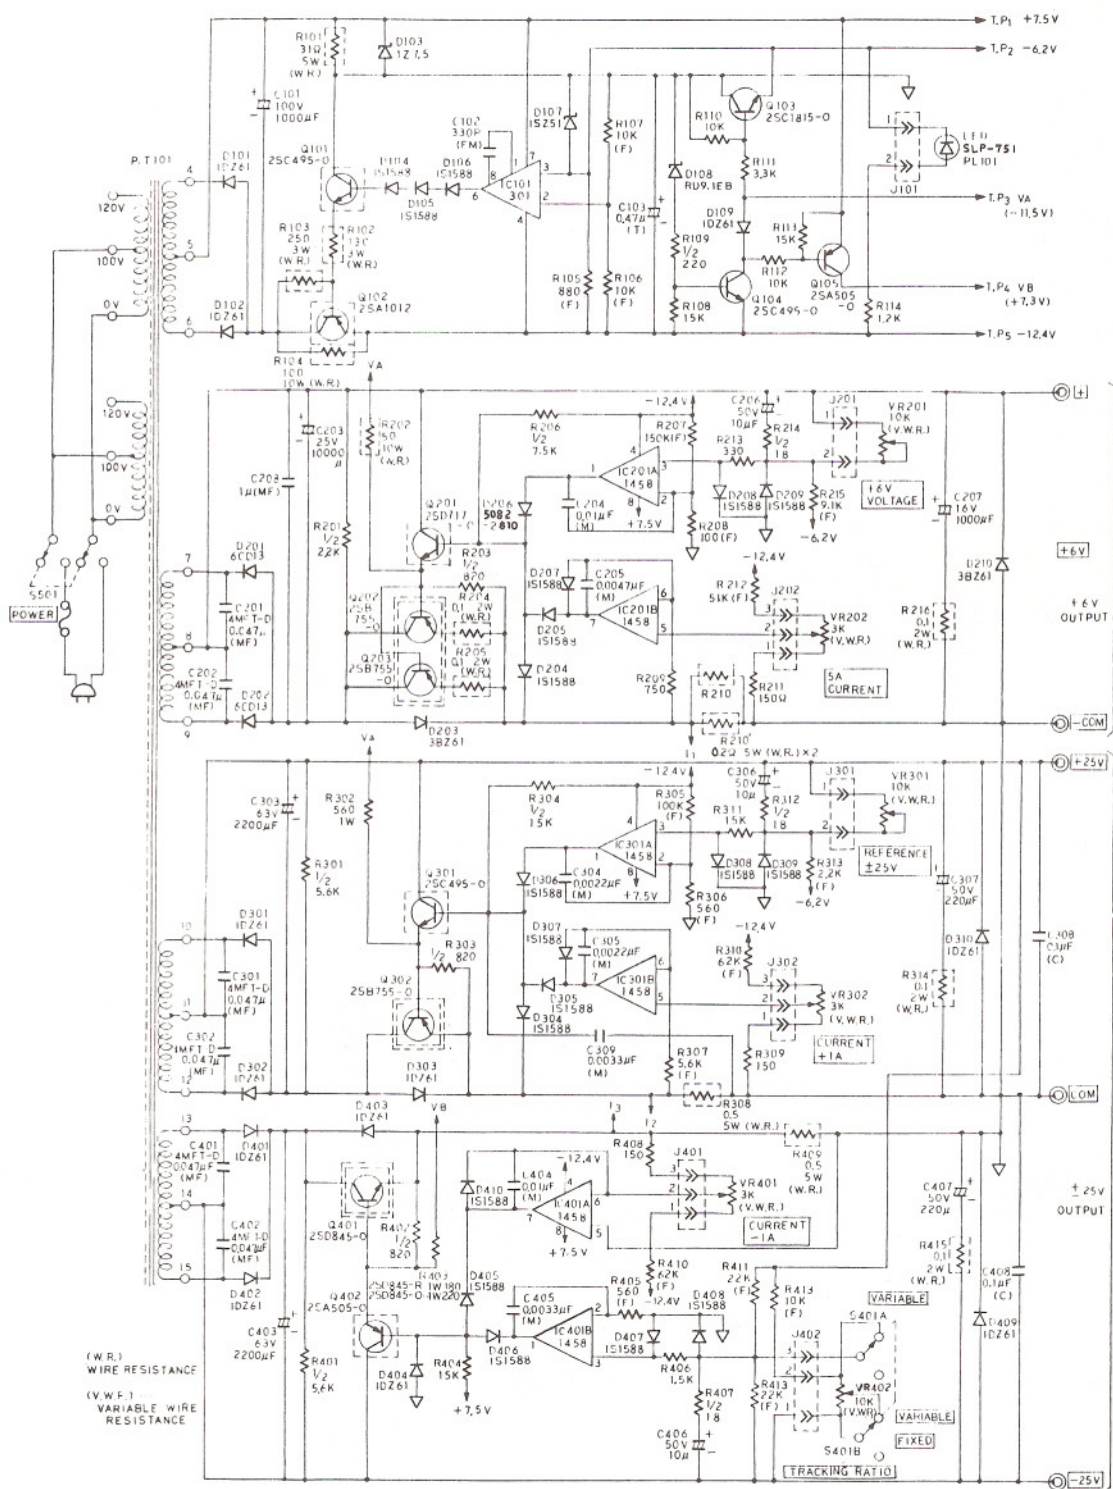 T.P1 +7.5V
T.P2 -6.2V
R101
31Ω
5W
(W.R.)
D103
1Z7.5
C101
100V
1000µF
C102
330P
(FM)
D107
1SZ51
R107
10K
(F)
R110
10K
Q103
2SC1815-O
R111
3.3K
LED
SLP-751
PL101
J101
P.T101
D101
1DZ61
Q101
2SC495-O
D104
1S1588
D106
1S1588
D105
1S1588
IC101
301
C103
0.47µ
(T)
D108
RD9.1EB
D109
1DZ61
T.P3 VA
(-11.5V)
120V
100V
0V
R103
250
3W
(W.R.)
R102
130
3W
(W.R.)
R109
1/2
220
R113
15K
R112
10K
Q105
2SA505
-O
T.P4 VB
(+7.3V)
D102
1DZ61
Q102
2SA1012
R105
880
(F)
R106
10K
(F)
R108
15K
Q104
2SC495-O
R114
1.2K
T.P5 -12.4V
R104
100
10W (W.R.)
VA
120V
100V
0V
C208
1µ(MF)
C203
25V
10000
µ
R202
50
10W
(W.R.)
R206
1/2
7.5K
-12.4V
R207
150K(F)
C206
50V
10µF
R214
1/2
18
J201
VR201
10K
(V.W.R.)
[+]
IC201A
1458
R213
330
+6V
VOLTAGE
C207
16V
1000µF
Q201
2SD717
-O
D206
5082
-2810
C204
0.01µF
(M)
+7.5V
R208
100(F)
D208
1S1588
D209
1S1588
R215
9.1K
(F)
-6.2V
R201
1/2
2.2K
R203
1/2
820
D207
1S1588
C205
0.0047µF
(M)
R212
51K (F)
-12.4V
J202
D210
3BZ61
+6V
S501
POWER
D201
6CD13
C201
4MFT-D
0.047µ
(MF)
C202
4MFT-D
0.047µ
(MF)
D202
6CD13
Q202
2SB
755
-O
Q203
2SB755
-O
R204
0.1 2W
(W.R.)
R205
0.1 2W
(W.R.)
D205
1S1588
IC201B
1458
VR202
3K
(V.W.R.)
R216
0.1
2W
(W.R.)
+6V
OUTPUT
D204
1S1588
R209
750
R210
R211
150Ω
5A
CURRENT
D203
3BZ61
R210'
0.2Ω 5W (W.R.)×2
-COM
VA
I1
-12.4V
+25V
C303
63V
2200µF
R302
560
1W
R304
1/2
15K
R305
100K
(F)
C306
50V
10µ
R311
15K
R312
1/2
18
J301
VR301
10K
(V.W.R.)
IC301A
1458
REFERENCE
±25V
R301
1/2
5.6K
Q301
2SC495-O
D306
1S1588
C304
0.0022µF
(M)
+7.5V
R306
560
(F)
D308
1S1588
D309
1S1588
R313
2.2K
(F)
-6.2V
C307
50V
220µF
D301
1DZ61
C301
4MFT-D
0.047µ
(MF)
R303
1/2 820
D307
1S1588
C305
0.0022µF
(M)
-12.4V
R310
62K
(F)
J302
D310
1DZ61
C308
0.1µF
(C)
Q302
2SB755-O
D305
1S1588
IC301B
1458
VR302
3K
(V.W.R.)
R314
0.1
2W
(W.R.)
C302
4MFT-D
0.047µ
(MF)
D302
1DZ61
D304
1S1588
C309
0.0033µF
(M)
R307
5.6K
(F)
R309
150
CURRENT
+1A
D303
1DZ61
R308
0.5
5W (W.R.)
COM
D403
1DZ61
VB
I3
I2
R408
150
C401
4MFT-D
0.047µF
(MF)
D401
1DZ61
-12.4V
C404
0.01µF
(M)
D410
1S1588
IC401A
1458
+7.5V
J401
VR401
3K
(V.W.R.)
CURRENT
-1A
R409
0.5
5W
(W.R.)
C407
50V
220µ
±25V
OUTPUT
Q401
2SD845-O
R402
1/2
820
C402
4MFT-D
0.047µF
(MF)
D402
1DZ61
R403
2SD845-R 1W180
2SD845-O 1W220
D405
1S1588
R405
560
(F)
R410
62K
(F)
-12.4V
R411
22K
(F)
R413
10K
(F)
R415
0.1
2W
(W.R.)
C408
0.1µF
(C)
Q402
2SA505-O
C405
0.0033µF
(M)
D408
1S1588
VARIABLE
S401A
D409
1DZ61
C403
63V
2200µF
IC401B
1458
D407
1S1588
D406
1S1588
J402
R401
1/2
5.6K
D404
1DZ61
R404
15K
+7.5V
R406
1.5K
R407
1/2
18
R413
22K
(F)
VR402
10K
(V.WR)
VARIABLE
FIXED
(W.R.)
WIRE RESISTANCE
(V.W.F.)
VARIABLE WIRE
RESISTANCE
C406
50V
10µ
S401B
TRACKING RATIO
-25V